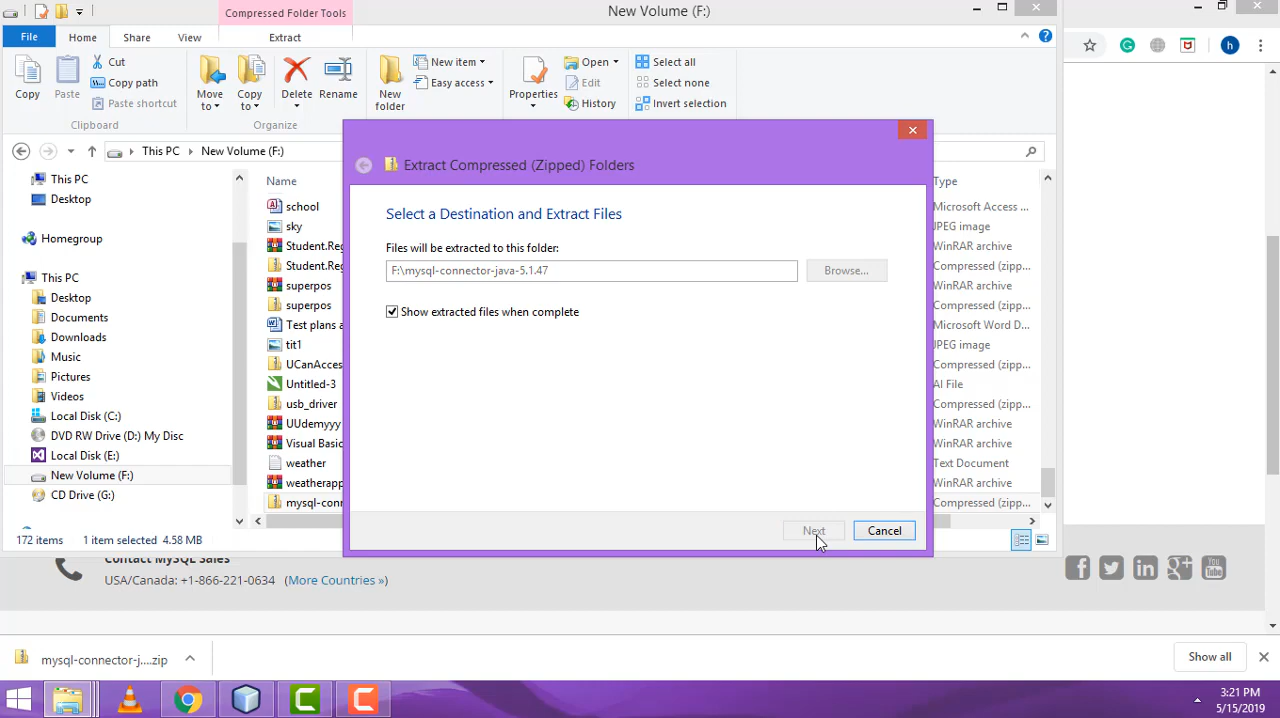 Compressed Folder Tools
New Volume (F:)
File
Home
Share
View
Extract
Copy
Paste
Cut
Copy path
Paste shortcut
Clipboard
Move to
Copy to
Delete
Rename
Organize
New folder
New item
Easy access
Properties
Open
Edit
History
Select all
Select none
Invert selection
This PC
New Volume (F:)
This PC
Desktop
Homegroup
This PC
Desktop
Documents
Downloads
Music
Pictures
Videos
Local Disk (C:)
DVD RW Drive (D:) My Disc
Local Disk (E:)
New Volume (F:)
CD Drive (G:)
Name
school
sky
Student.Re
Student.Re
superpos
superpos
Test plans a
tit1
UCanAcces
Untitled-3
usb_driver
UUdemyyy
Visual Basic
weather
weatherapp
mysql-conn
Type
Microsoft Access ...
JPEG image
WinRAR archive
Compressed (zipp...
WinRAR archive
Compressed (zipp...
Microsoft Word D...
JPEG image
Compressed (zipp...
AI File
Compressed (zipp...
WinRAR archive
WinRAR archive
Text Document
WinRAR archive
Compressed (zipp...
Extract Compressed (Zipped) Folders
Select a Destination and Extract Files
Files will be extracted to this folder:
F:\mysql-connector-java-5.1.47
Browse...
Show extracted files when complete
Next
Cancel
172 items
1 item selected 4.58 MB
Contact MySQL Sales
USA/Canada: +1-866-221-0634 (More Countries »)
mysql-connector-j....zip
Show all
3:21 PM
5/15/2019